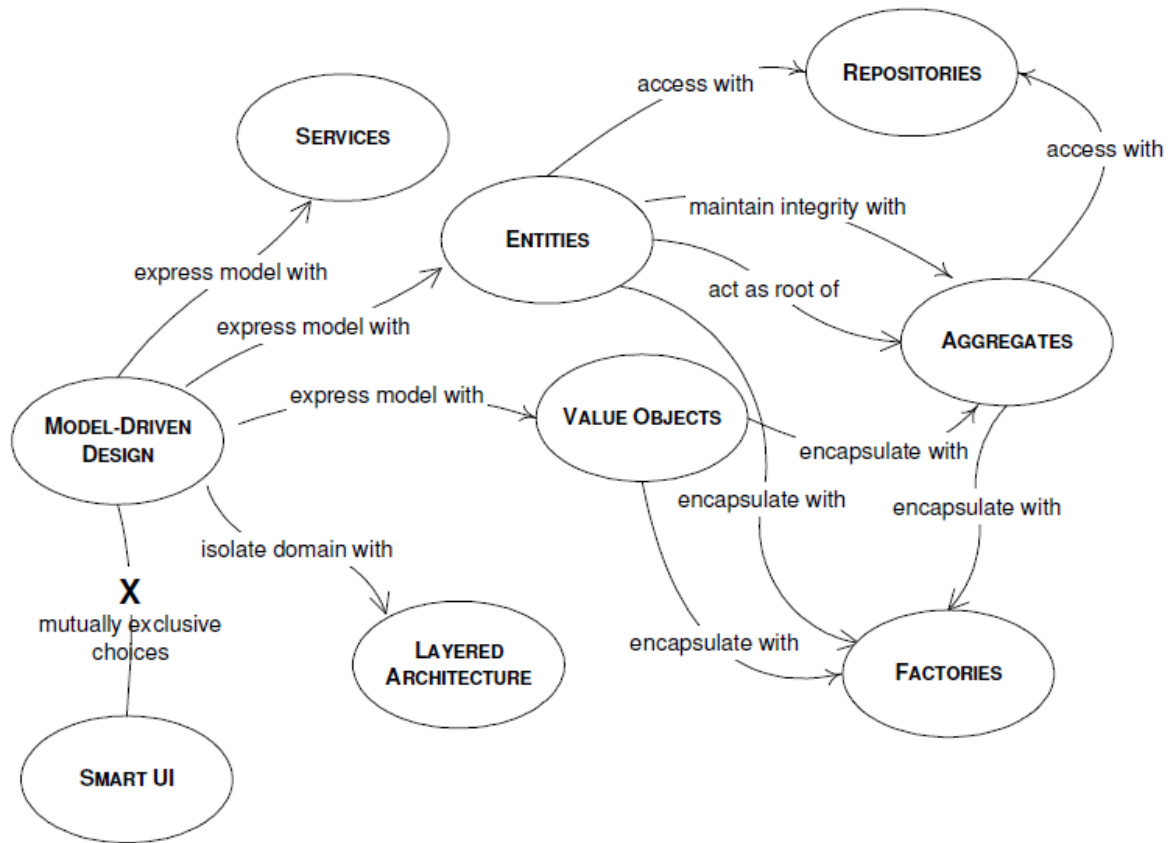 REPOSITORIES
access with
SERVICES
access with
maintain integrity with
ENTITIES
express model with
act as root of
express model with
AGGREGATES
express model with
MODEL-DRIVEN
DESIGN
VALUE OBJECTS
encapsulate with
encapsulate with
encapsulate with
isolate domain with
X
mutually exclusive
choices
encapsulate with
LAYERED
ARCHITECTURE
FACTORIES
SMART UI